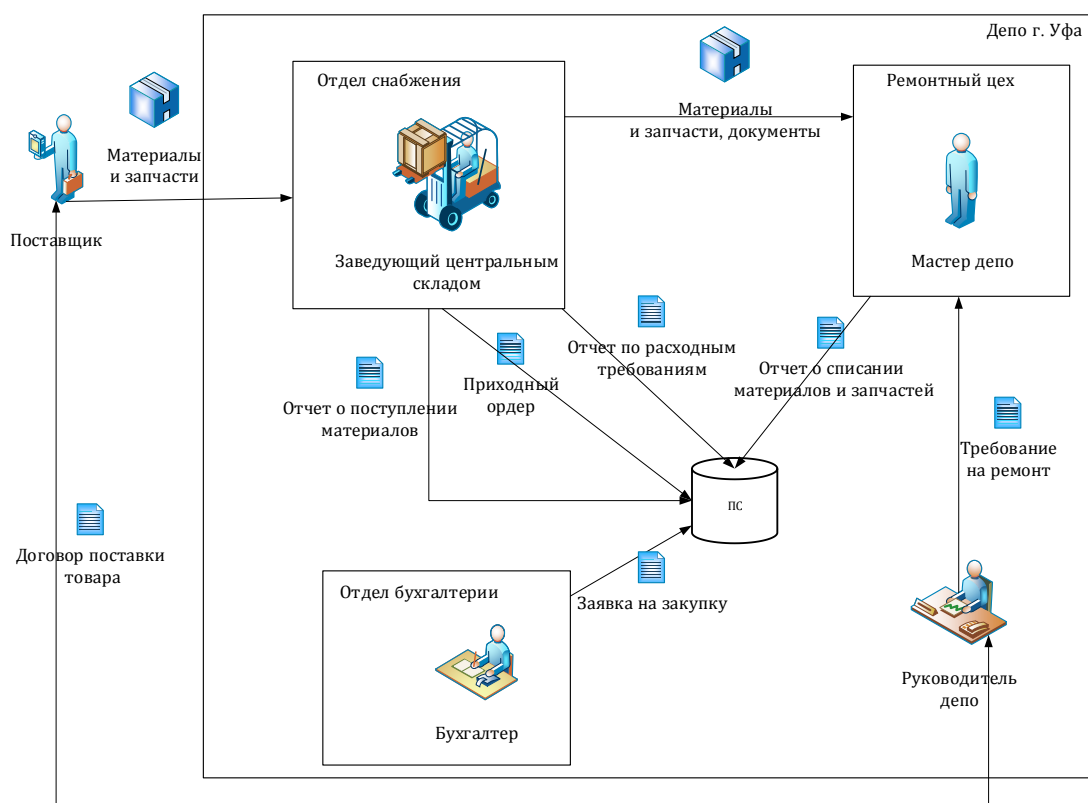 Депо г. Уфа
Отдел снабжения
Ремонтный цех
Материалы
и запчасти, документы
Материалы
и запчасти
Поставщик
Заведующий центральным
складом
Мастер депо
Отчет по расходным
требованиям
Отчет о списании
материалов и запчастей
Приходный
ордер
Отчет о поступлении
материалов
Требование
на ремонт
ПС
Договор поставки
товара
Отдел бухгалтерии
Заявка на закупку
Руководитель
депо
Бухгалтер